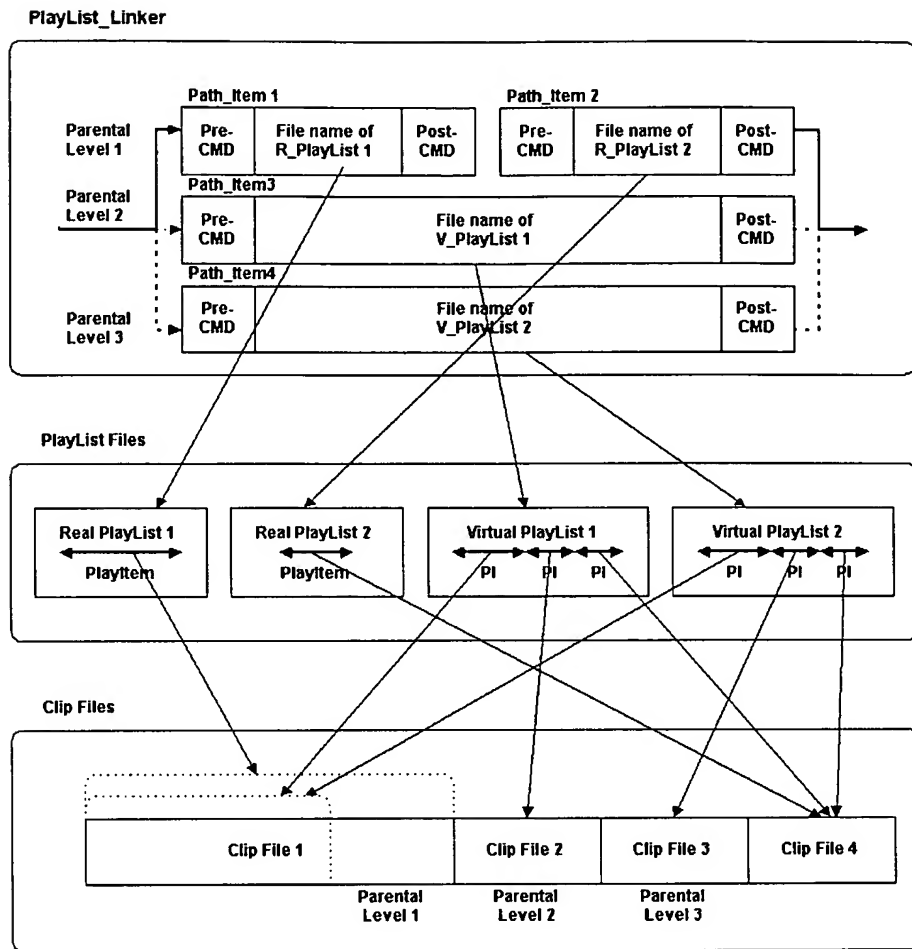 PlayList_Linker
Path_Item 1
Path_Item 2
Parental
Level 1
Pre-
CMD
File name of
R_PlayList 1
Post-
CMD
Pre-
CMD
File name of
R_PlayList 2
Post-
CMD
Parental
Level 2
Path_Item3
Pre-
CMD
File name of
V_PlayList 1
Post-
CMD
Path_Item4
Parental
Level 3
Pre-
CMD
File name of
V_PlayList 2
Post-
CMD
PlayList Files
Real PlayList 1
PlayItem
Real PlayList 2
PlayItem
Virtual PlayList 1
PI PI PI
Virtual PlayList 2
PI PI PI
Clip Files
Clip File 1
Clip File 2
Clip File 3
Clip File 4
Parental
Level 1
Parental
Level 2
Parental
Level 3